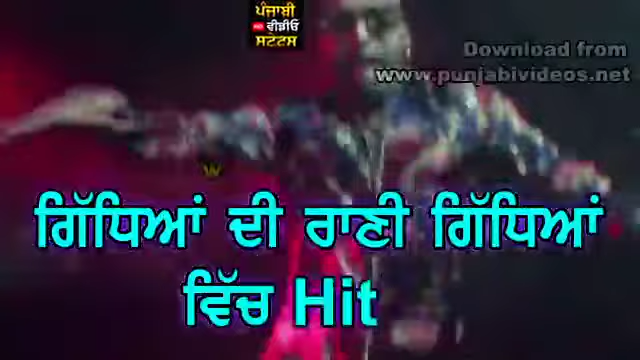 ਪੰਜਾਬੀ
ਵੀਡੀਓ
ਸਟੇਟਸ
Download from
www.punjabivideos.net
ਗਿੱਧਿਆਂ ਦੀ ਰਾਣੀ ਗਿੱਧਿਆਂ
ਵਿੱਚ Hit